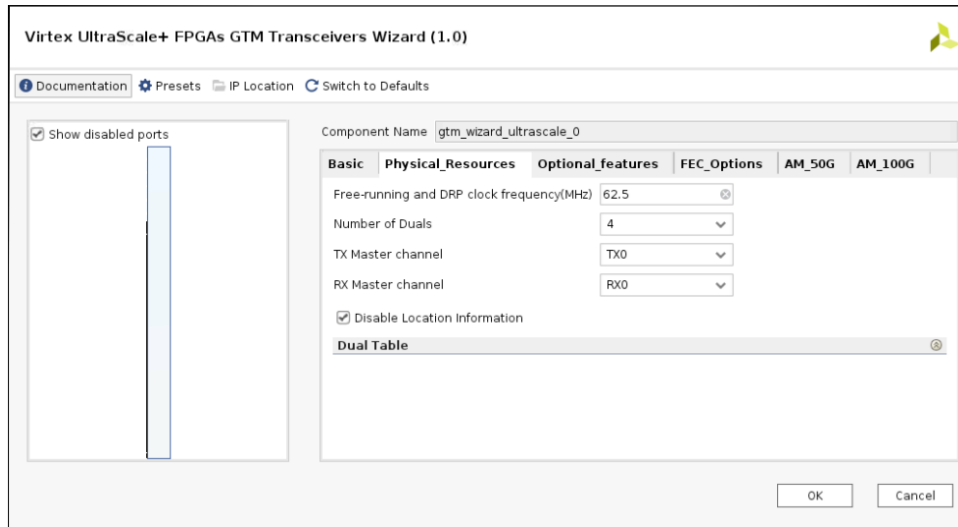 Virtex UltraScale+ FPGAs GTM Transceivers Wizard (1.0)
Documentation Presets IP Location Switch to Defaults
Show disabled ports
Component Name gtm_wizard_ultrascale_0
Basic Physical_Resources Optional_features FEC_Options AM_50G AM_100G
Free-running and DRP clock frequency(MHz) 62.5
Number of Duals 4
TX Master channel TX0
RX Master channel RX0
Disable Location Information
Dual Table
OK Cancel